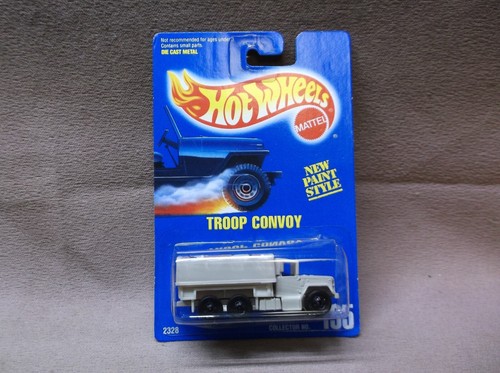 Not recommended for ages under 3
Contains small parts.
DIE CAST METAL
HOT WHEELS
MATTEL
®
NEW
PAINT
STYLE
TROOP CONVOY
2328
COLLECTOR NO.